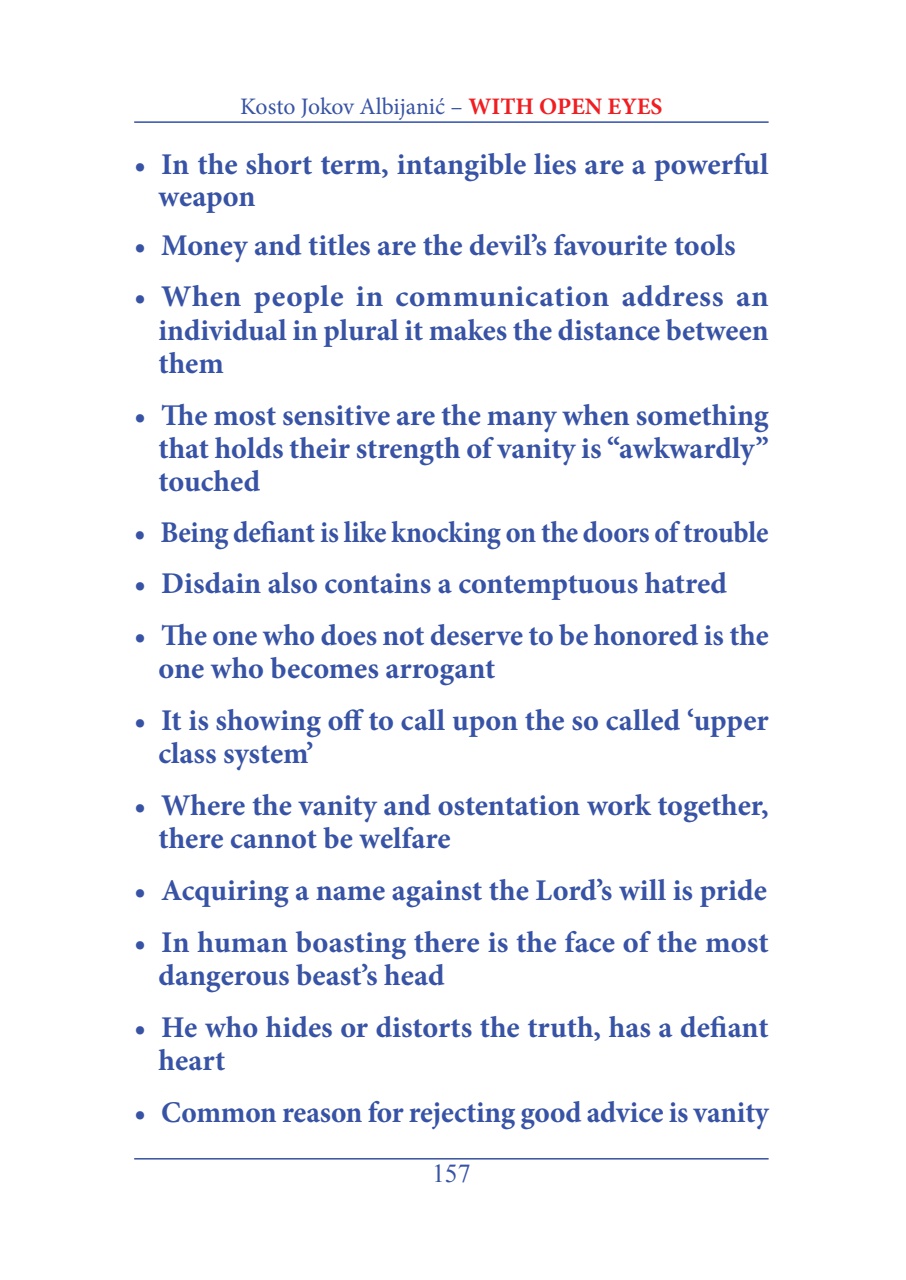 Kosto Jokov Albijanić – WITH OPEN EYES
• In the short term, intangible lies are a powerful
weapon
• Money and titles are the devil’s favourite tools
• When people in communication address an
individual in plural it makes the distance between
them
• The most sensitive are the many when something
that holds their strength of vanity is “awkwardly”
touched
• Being defiant is like knocking on the doors of trouble
• Disdain also contains a contemptuous hatred
• The one who does not deserve to be honored is the
one who becomes arrogant
• It is showing off to call upon the so called ‘upper
class system’
• Where the vanity and ostentation work together,
there cannot be welfare
• Acquiring a name against the Lord’s will is pride
• In human boasting there is the face of the most
dangerous beast’s head
• He who hides or distorts the truth, has a defiant
heart
• Common reason for rejecting good advice is vanity
157